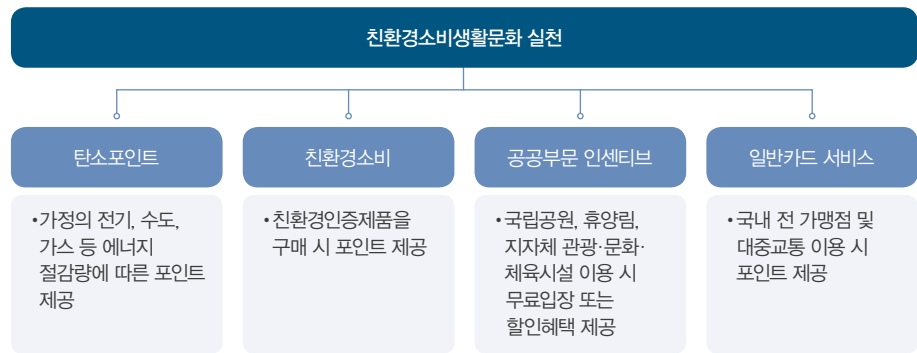 친환경소비생활문화 실천
탄소포인트
•가정의 전기, 수도,
가스 등 에너지
절감량에 따른 포인트
제공
친환경소비
•친환경인증제품을
구매 시 포인트 제공
공공부문 인센티브
•국립공원, 휴양림,
지자체 관광·문화·
체육시설 이용 시
무료입장 또는
할인혜택 제공
일반카드 서비스
•국내 전 가맹점 및
대중교통 이용 시
포인트 제공